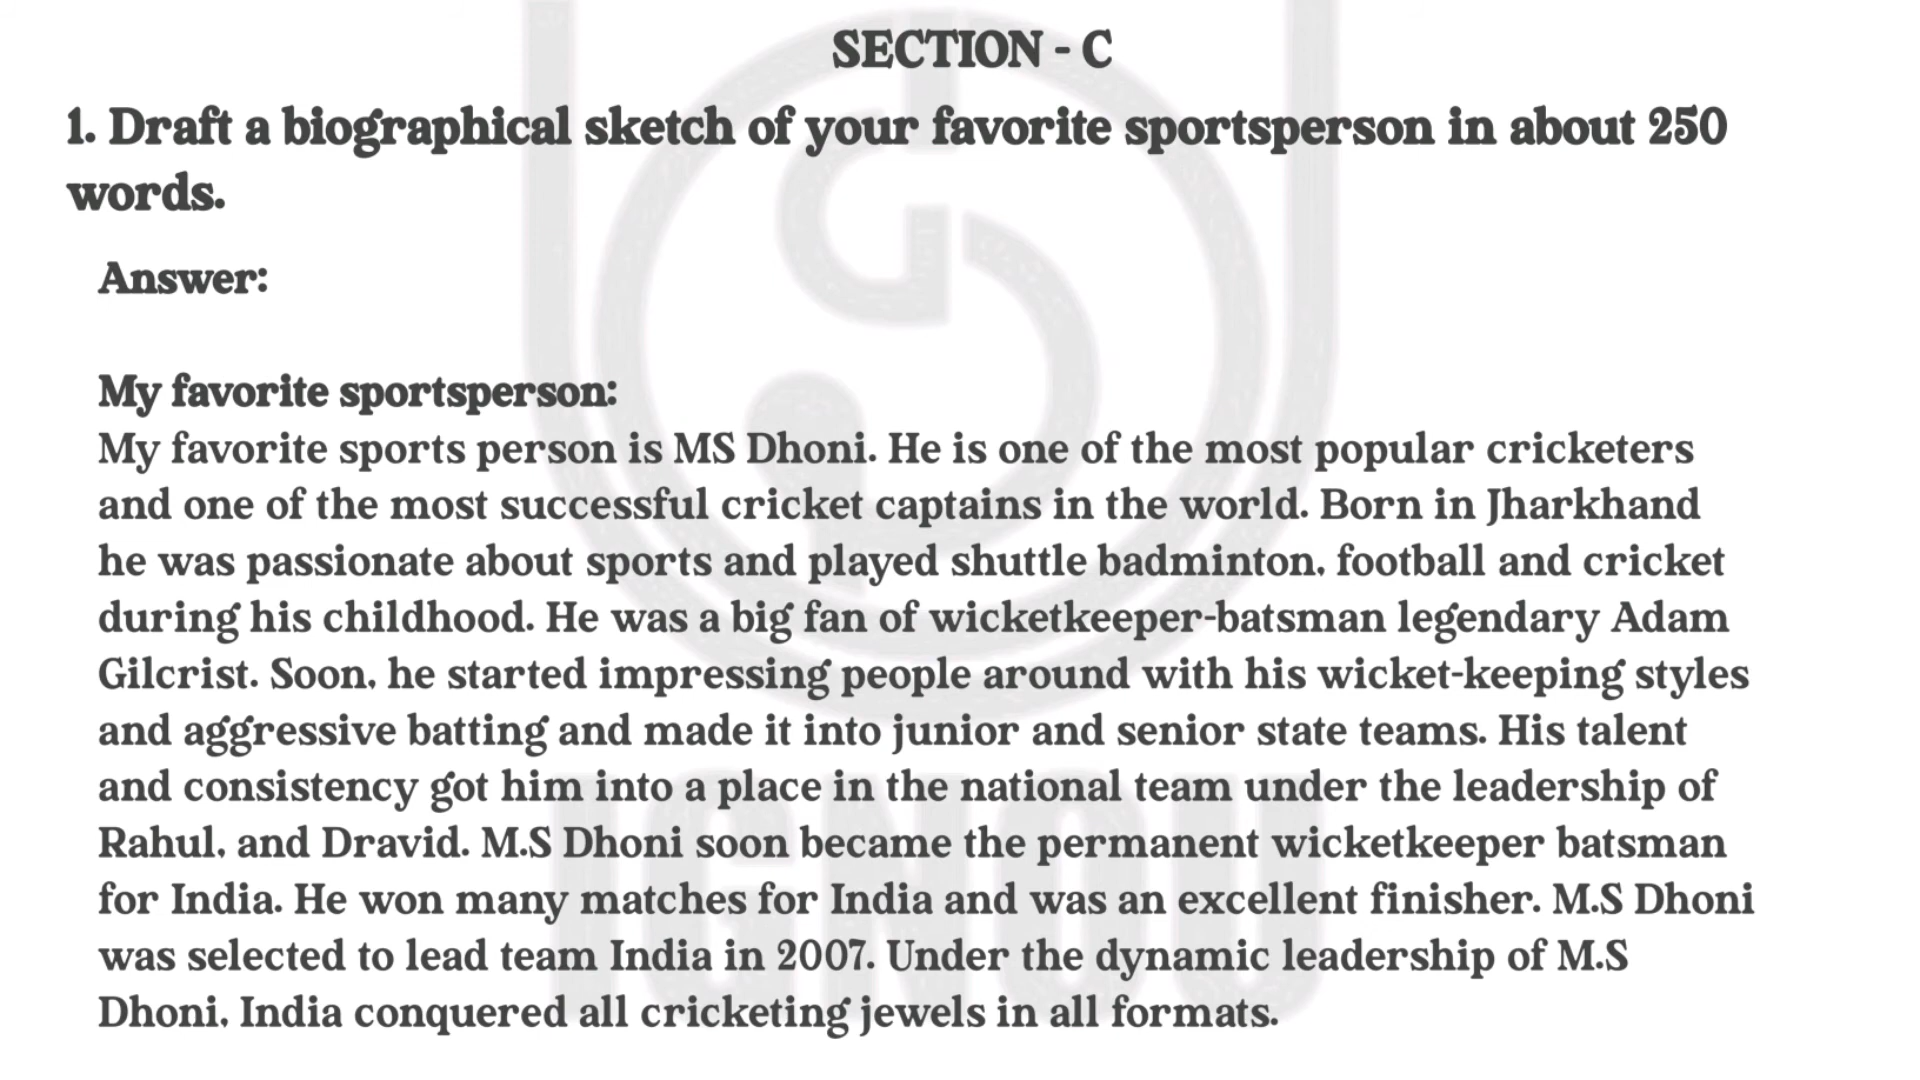 SECTION - C
1. Draft a biographical sketch of your favorite sportsperson in about 250
words.
Answer:
My favorite sportsperson:
My favorite sports person is MS Dhoni. He is one of the most popular cricketers
and one of the most successful cricket captains in the world. Born in Jharkhand
he was passionate about sports and played shuttle badminton, football and cricket
during his childhood. He was a big fan of wicketkeeper-batsman legendary Adam
Gilcrist. Soon, he started impressing people around with his wicket-keeping styles
and aggressive batting and made it into junior and senior state teams. His talent
and consistency got him into a place in the national team under the leadership of
Rahul, and Dravid. M.S Dhoni soon became the permanent wicketkeeper batsman
for India. He won many matches for India and was an excellent finisher. M.S Dhoni
was selected to lead team India in 2007. Under the dynamic leadership of M.S
Dhoni, India conquered all cricketing jewels in all formats.
IGNOU